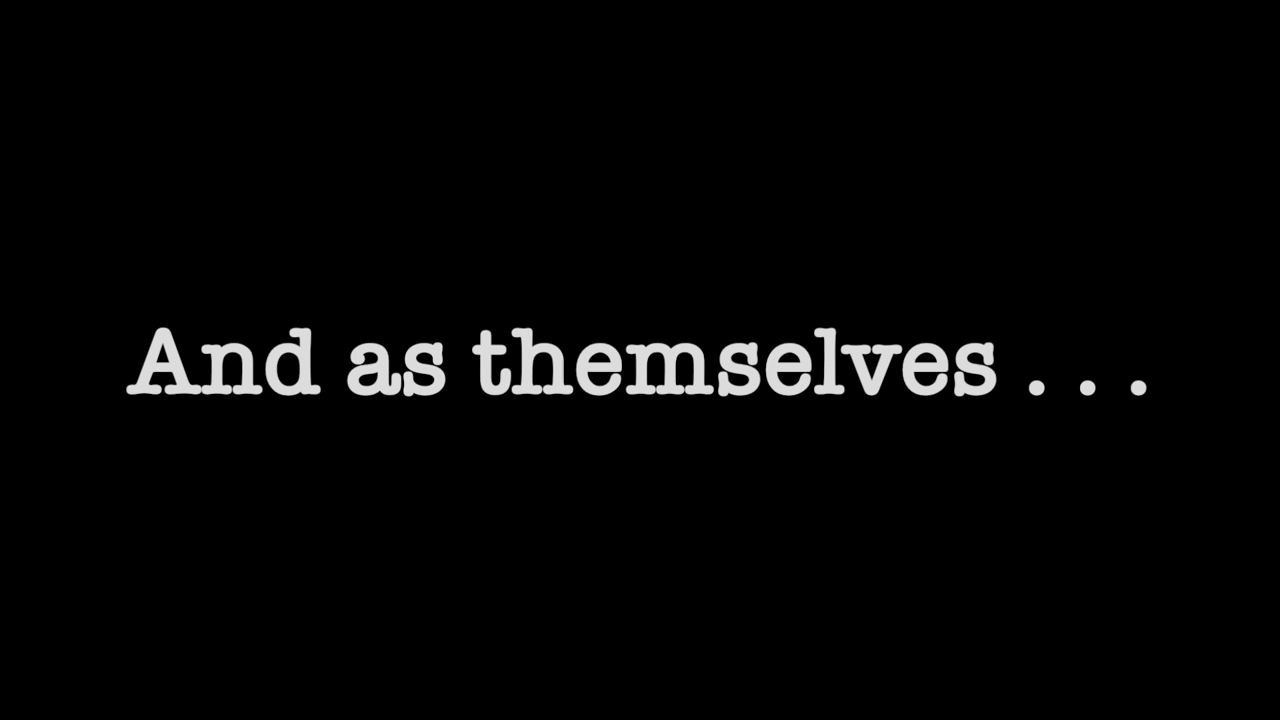 And as themselves . . .